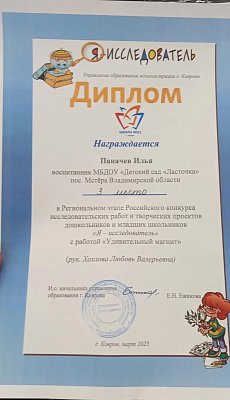 Я-ИССЛЕДОВАТЕЛЬ
Управление образования администрации г. Коврова
Диплом
Награждается
Паначев Илья
воспитанник МБДОУ «Детский сад «Ласточка»
пос. Мстёра Владимирской области
3 место
в Региональном этапе Российского конкурса
исследовательских работ и творческих проектов
дошкольников и младших школьников
«Я – исследователь»
с работой «Удивительный магнит»
(рук. Хохлова Любовь Валерьевна)
И.о. начальника управления
образования г. Коврова
Е.Н. Ежикова
г. Ковров, март 2025